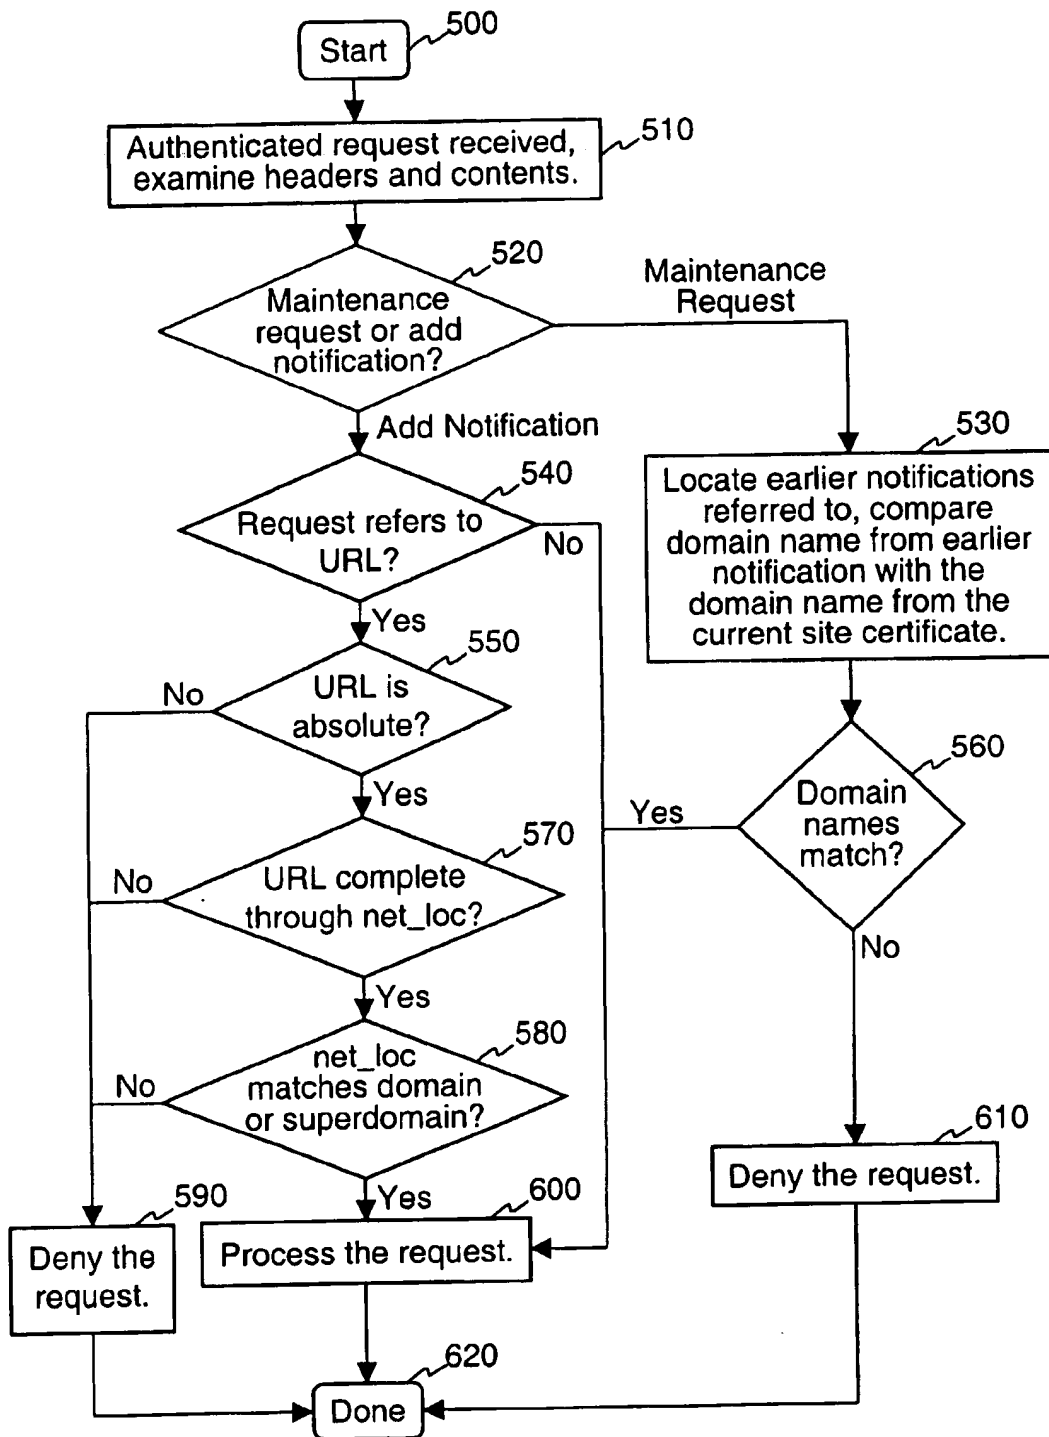 500
Start
510
Authenticated request received,
examine headers and contents.
520
Maintenance
request or add
notification?
Maintenance
Request
Add Notification
530
Locate earlier notifications
referred to, compare
domain name from earlier
notification with the
domain name from the
current site certificate.
540
Request refers to
URL?
No
Yes
550
URL is
absolute?
No
Yes
560
Domain
names
match?
Yes
No
570
URL complete
through net_loc?
No
Yes
580
net_loc
matches domain
or superdomain?
No
Yes
590
Deny the
request.
600
Process the request.
610
Deny the request.
620
Done